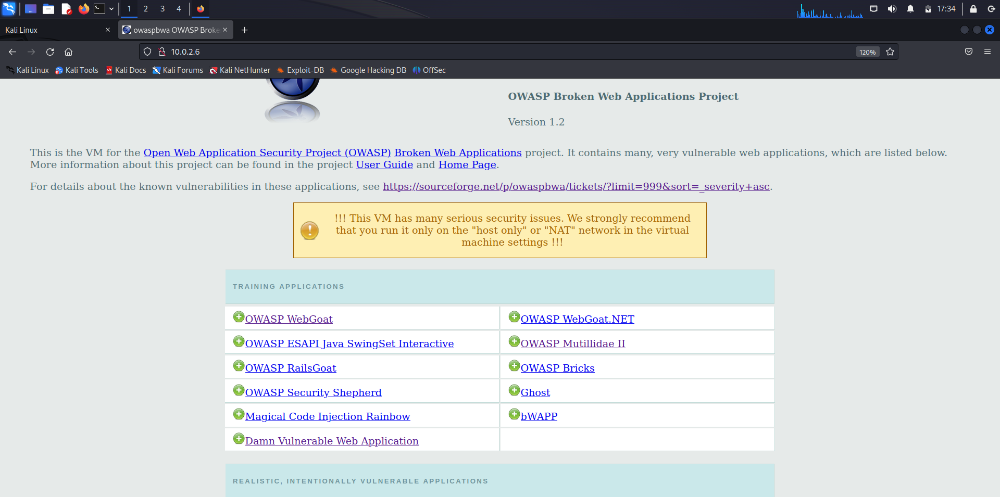 1 2 3 4 17:34
Kali Linux owaspbwa OWASP Broke
10.0.2.6 120%
Kali Linux Kali Tools Kali Docs Kali Forums Kali NetHunter Exploit-DB Google Hacking DB OffSec
OWASP Broken Web Applications Project
Version 1.2
This is the VM for the Open Web Application Security Project (OWASP) Broken Web Applications project. It contains many, very vulnerable web applications, which are listed below.
More information about this project can be found in the project User Guide and Home Page.
For details about the known vulnerabilities in these applications, see https://sourceforge.net/p/owaspbwa/tickets/?limit=999&sort=_severity+asc.
!!! This VM has many serious security issues. We strongly recommend
that you run it only on the "host only" or "NAT" network in the virtual
machine settings !!!
TRAINING APPLICATIONS
OWASP WebGoat OWASP WebGoat.NET
OWASP ESAPI Java SwingSet Interactive OWASP Mutillidae II
OWASP RailsGoat OWASP Bricks
OWASP Security Shepherd Ghost
Magical Code Injection Rainbow bWAPP
Damn Vulnerable Web Application
REALISTIC, INTENTIONALLY VULNERABLE APPLICATIONS